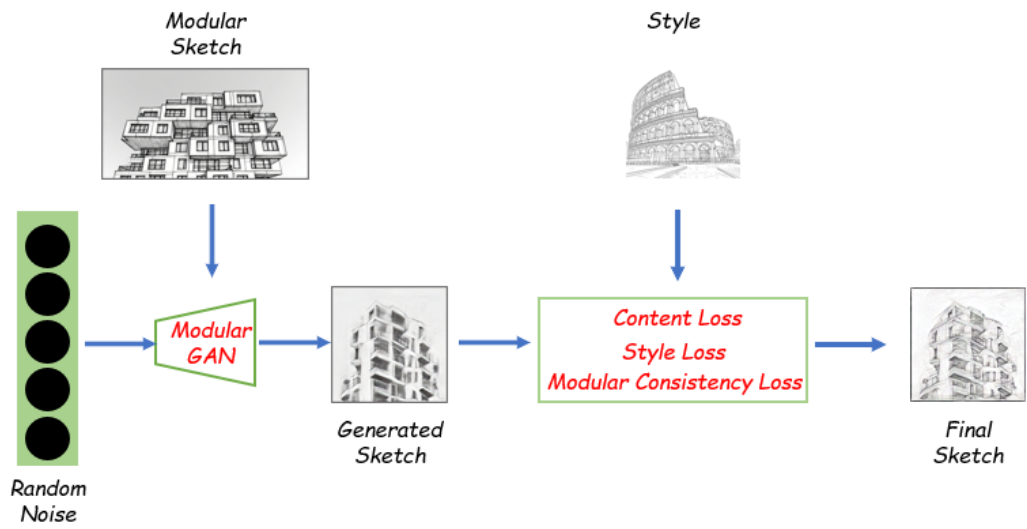 Modular
Sketch
Style
Modular
GAN
Content Loss
Style Loss
Modular Consistency Loss
Generated
Sketch
Final
Sketch
Random
Noise